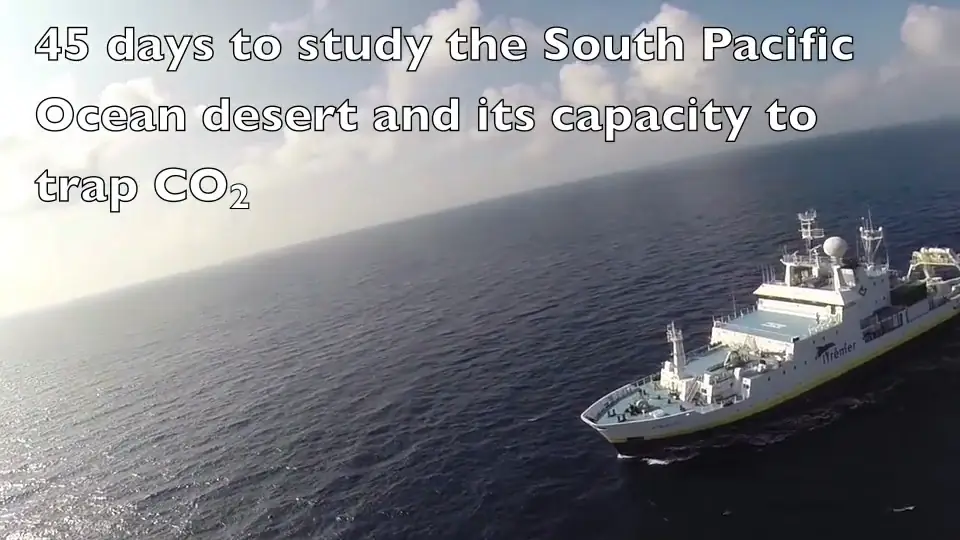 45 days to study the South Pacific
Ocean desert and its capacity to
trap CO₂
Ifremer